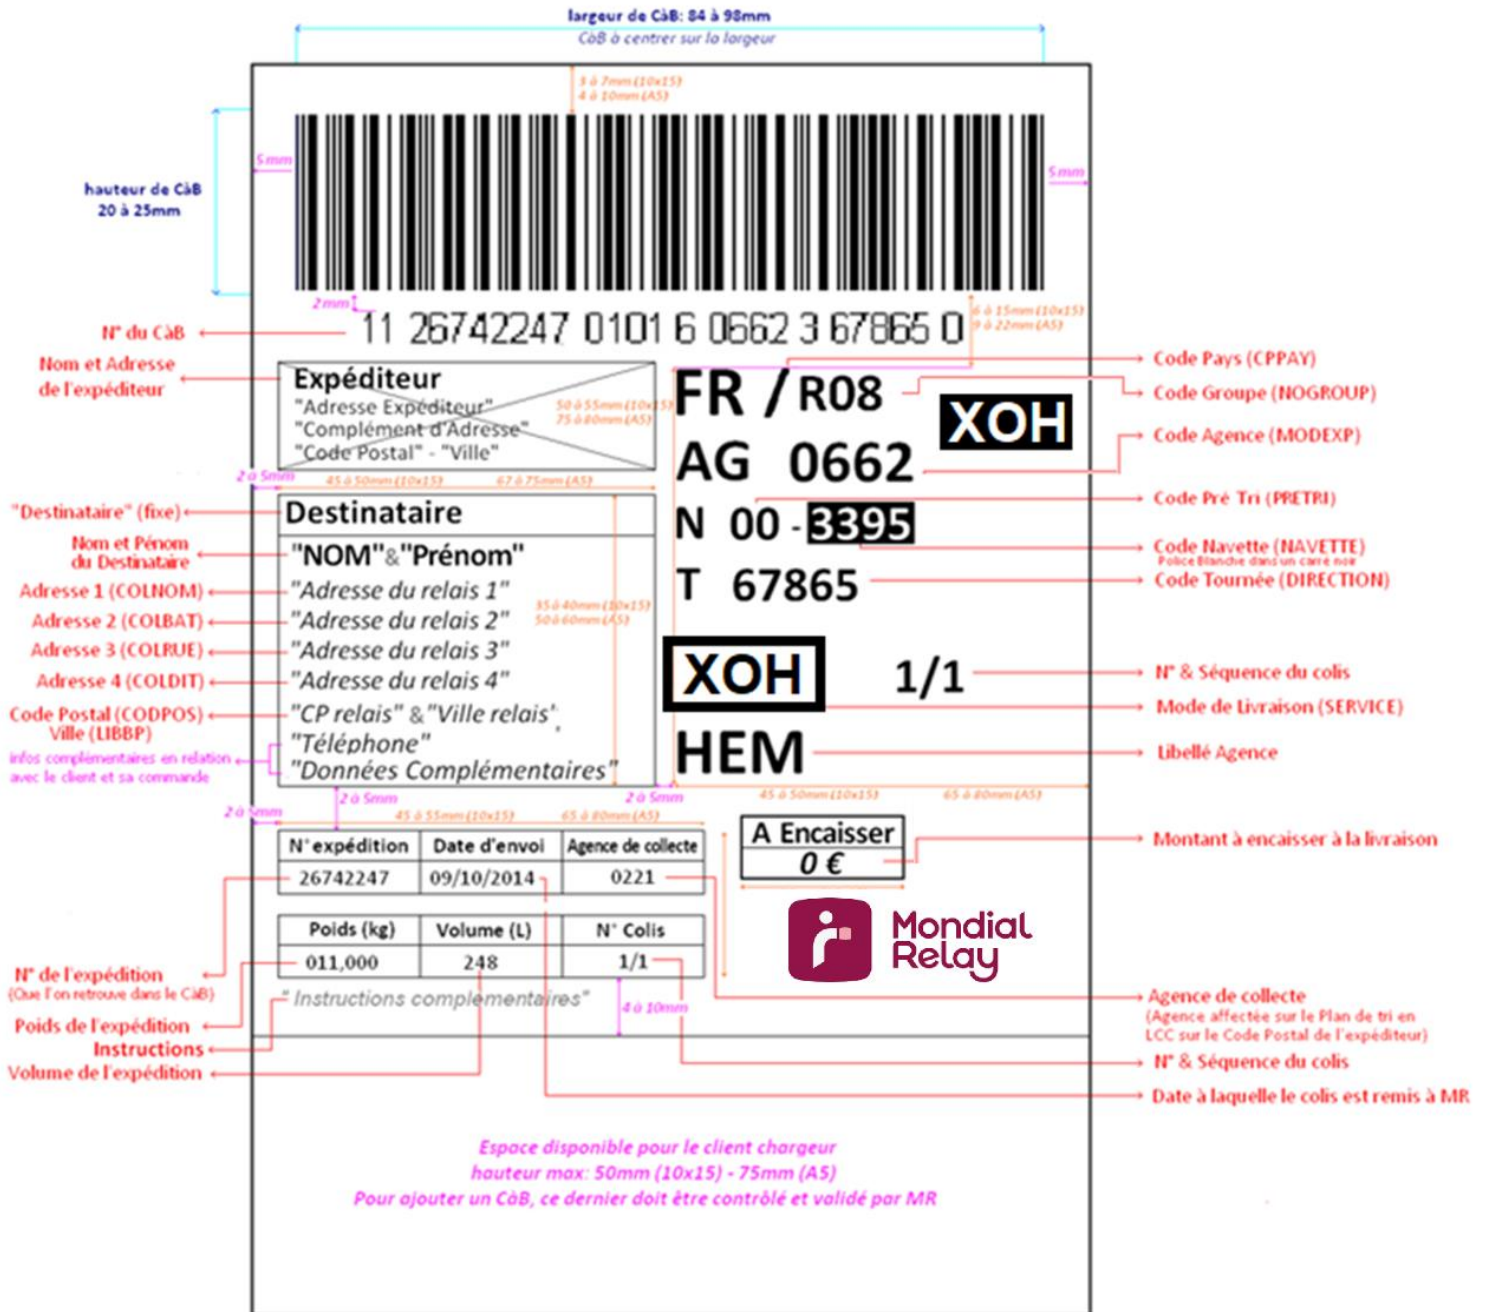 largeur de CàB: 84 à 98mm
CàB à centrer sur la largeur
3 à 7mm (10x15)
4 à 10mm (A5)
5mm
5mm
hauteur de CàB
20 à 25mm
2mm
6 à 15mm (10x15)
9 à 22mm (A5)
N° du CàB
11 26742247 0101 6 0662 3 67865 0
Nom et Adresse
de l'expéditeur
Expéditeur
"Adresse Expéditeur"
"Complément d'Adresse"
"Code Postal" - "Ville"
50 à 55mm (10x15)
75 à 80mm (A5)
FR / R08
XOH
AG 0662
N 00 - 3395
T 67865
XOH
1/1
HEM
Code Pays (CPPAY)
Code Groupe (NOGROUP)
Code Agence (MODEXP)
Code Pré Tri (PRETRI)
Code Navette (NAVETTE)
Police Blanche dans un carré noir
Code Tournée (DIRECTION)
N° & Séquence du colis
Mode de Livraison (SERVICE)
Libellé Agence
2 à 5mm
45 à 50mm (10x15)
67 à 75mm (A5)
"Destinataire" (fixe)
Nom et Pénom
du Destinataire
Adresse 1 (COLNOM)
Adresse 2 (COLBAT)
Adresse 3 (COLRUE)
Adresse 4 (COLDIT)
Code Postal (CODPOS)
Ville (LIBBP)
infos complémentaires en relation
avec le client et sa commande
Destinataire
"NOM"&"Prénom"
"Adresse du relais 1"
"Adresse du relais 2"
"Adresse du relais 3"
"Adresse du relais 4"
"CP relais" &"Ville relais"
"Téléphone"
"Données Complémentaires"
35 à 40mm (10x15)
50 à 60mm (A5)
2 à 5mm
2 à 5mm
45 à 50mm (10x15)
65 à 80mm (A5)
2 à 5mm
45 à 55mm (10x15)
65 à 80mm (A5)
N° expédition Date d'envoi Agence de collecte
26742247 09/10/2014 0221
A Encaisser
0 €
Montant à encaisser à la livraison
Poids (kg) Volume (L) N° Colis
011,000 248 1/1
Mondial
Relay
" Instructions complémentaires"
4 à 10mm
N° de l'expédition
(Que l'on retrouve dans le CàB)
Poids de l'expédition
Instructions
Volume de l'expédition
Agence de collecte
(Agence affectée sur le Plan de tri en
LCC sur le Code Postal de l'expéditeur)
N° & Séquence du colis
Date à laquelle le colis est remis à MR
Espace disponible pour le client chargeur
hauteur max: 50mm (10x15) - 75mm (A5)
Pour ajouter un CàB, ce dernier doit être contrôlé et validé par MR